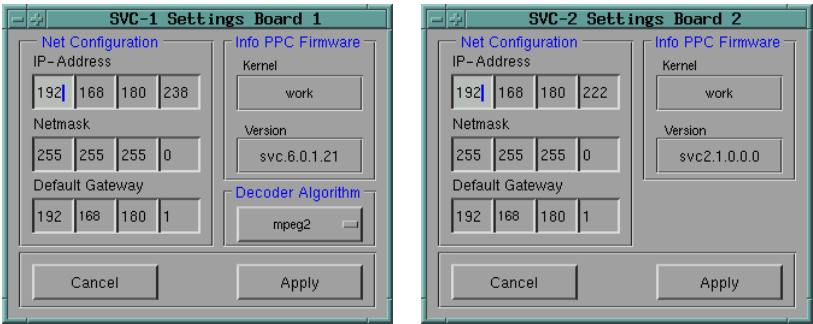 SVC-1 Settings Board 1
Net Configuration
IP-Address
192 168 180 238
Netmask
255 255 255 0
Default Gateway
192 168 180 1
Info PPC Firmware
Kernel
work
Version
svc.6.0.1.21
Decoder Algorithm
mpeg2
Cancel Apply
SVC-2 Settings Board 2
Net Configuration
IP-Address
192 168 180 222
Netmask
255 255 255 0
Default Gateway
192 168 180 1
Info PPC Firmware
Kernel
work
Version
svc2.1.0.0.0
Cancel Apply